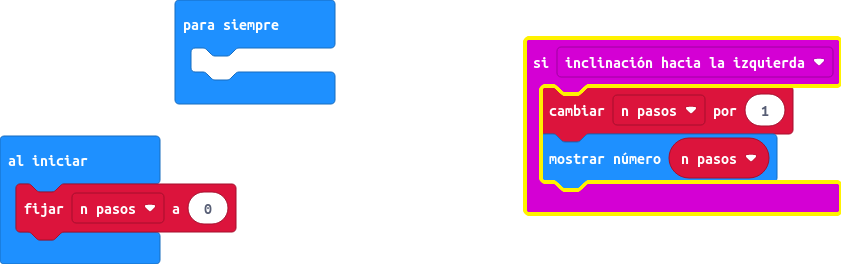 para siempre
si inclinación hacia la izquierda
cambiar n pasos por 1
mostrar número n pasos
al iniciar
fijar n pasos a 0